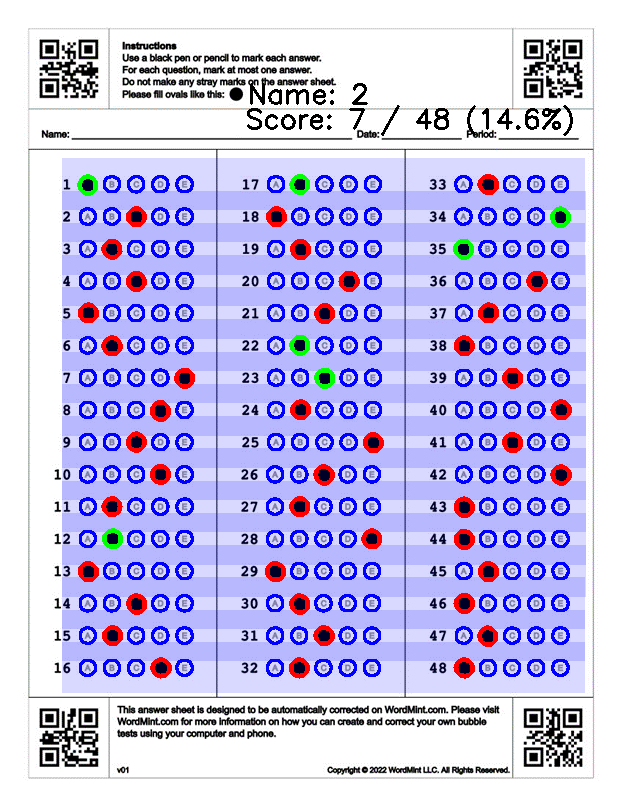 Instructions
Use a black pen or pencil to mark each answer.
For each question, mark at most one answer.
Do not make any stray marks on the answer sheet.
Please fill ovals like this:
Name: 2
Score: 7 / 48 (14.6%)
Name: Date: Period:
1 B C D E
2 A B D E
3 A C D E
4 A B D E
5 B C D E
6 A C D E
7 A B C D
8 A B C E
9 A B D E
10 A B C E
11 A C D E
12 A C D E
13 B C D E
14 A B D E
15 A C D E
16 A B C E
17 A C D E
18 B C D E
19 A C D E
20 A B C E
21 A B D E
22 A C D E
23 A B D E
24 A C D E
25 A B C D
26 A B D E
27 A C D E
28 A B C D
29 B C D E
30 A C D E
31 A B D E
32 A C D E
33 A C D E
34 A B C D
35 B C D E
36 A B C E
37 A C D E
38 B C D E
39 A B D E
40 A B C D
41 A B D E
42 A B C D
43 B C D E
44 B C D E
45 A C D E
46 B C D E
47 A C D E
48 B C D E
This answer sheet is designed to be automatically corrected on WordMint.com. Please visit
WordMint.com for more information on how you can create and correct your own bubble
tests using your computer and phone.
v01 Copyright © 2022 WordMint LLC. All Rights Reserved.